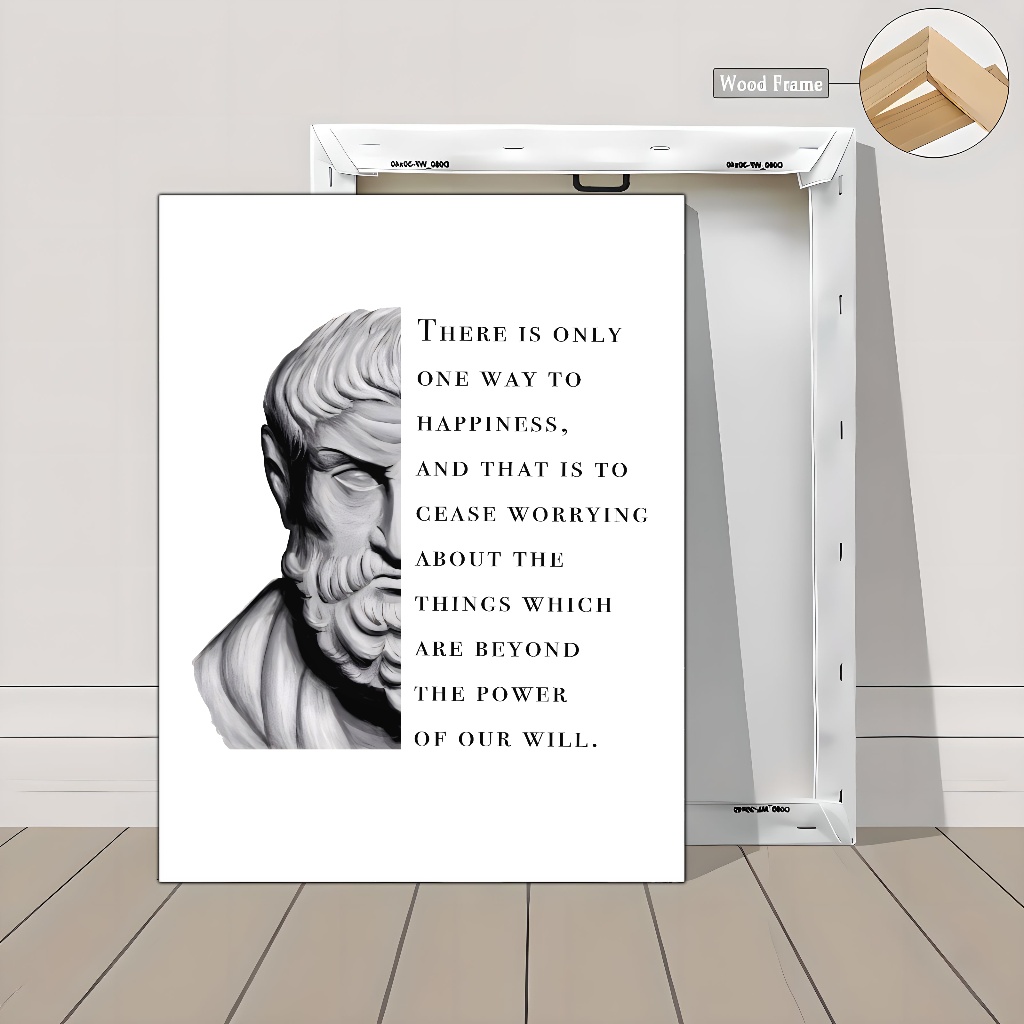 Wood Frame
THERE IS ONLY
ONE WAY TO
HAPPINESS,
AND THAT IS TO
CEASE WORRYING
ABOUT THE
THINGS WHICH
ARE BEYOND
THE POWER
OF OUR WILL.